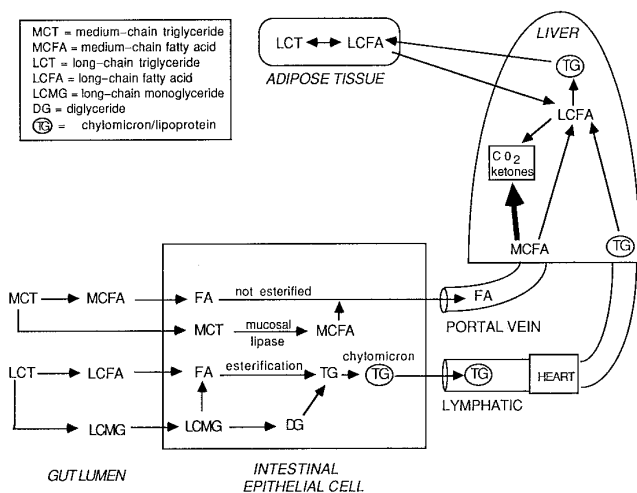 MCT = medium-chain triglyceride
MCFA = medium-chain fatty acid
LCT = long-chain triglyceride
LCFA = long-chain fatty acid
LCMG = long-chain monoglyceride
DG = diglyceride
TG = chylomicron/lipoprotein
LCT LCFA
ADIPOSE TISSUE
LIVER
TG
LCFA
CO2
ketones
MCFA
TG
MCT MCFA FA not esterified FA
MCT mucosal lipase MCFA
PORTAL VEIN
LCT LCFA FA esterification TG chylomicron TG TG HEART
LYMPHATIC
LCMG LCMG DG
GUT LUMEN
INTESTINAL
EPITHELIAL CELL